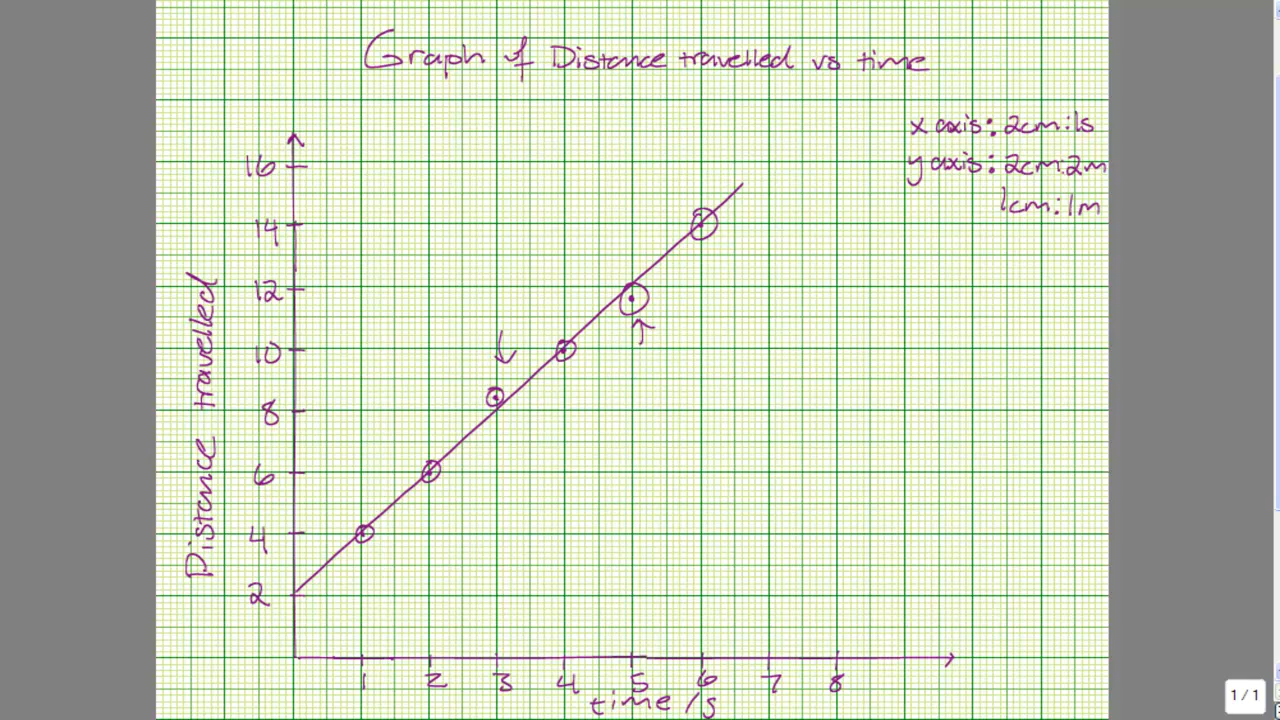 Graph of Distance travelled vs time
x axis: 2cm:1s
y axis: 2cm:2m
1cm:1m
16
14
12
10
8
6
4
2
Distance travelled
1 2 3 4 5 6 7 8
time /s
1 / 1